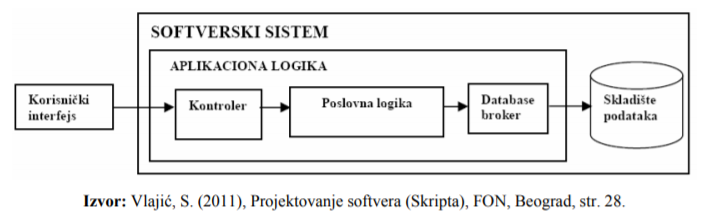 SOFTVERSKI SISTEM
APLIKACIONA LOGIKA
Korisnički
interfejs
Kontroler
Poslovna logika
Database
broker
Skladište
podataka
Izvor: Vlajić, S. (2011), Projektovanje softvera (Skripta), FON, Beograd, str. 28.